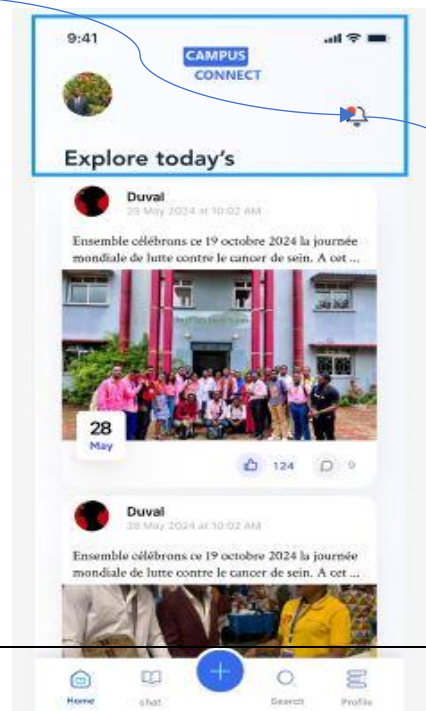 9:41
CAMPUS
CONNECT
Explore today's
Duval
28 May 2024 at 10:02 AM
Ensemble célébrons ce 19 octobre 2024 la journée
mondiale de lutte contre le cancer de sein. A cet ...
28
May
124
9
Duval
28 May 2024 at 10:02 AM
Ensemble célébrons ce 19 octobre 2024 la journée
mondiale de lutte contre le cancer de sein. A cet ...
Home
chat
Search
Profile